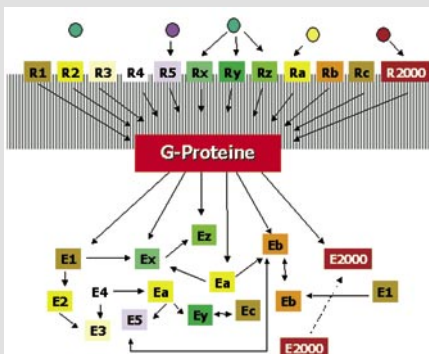 R1 R2 R3 R4 R5 Rx Ry Rz Ra Rb Rc R2000
G-Proteine
Ez
Eb
E1 Ex E2000
Ea
E4 Ea Eb E1
E2 Ey Ec
E3 E5
E2000